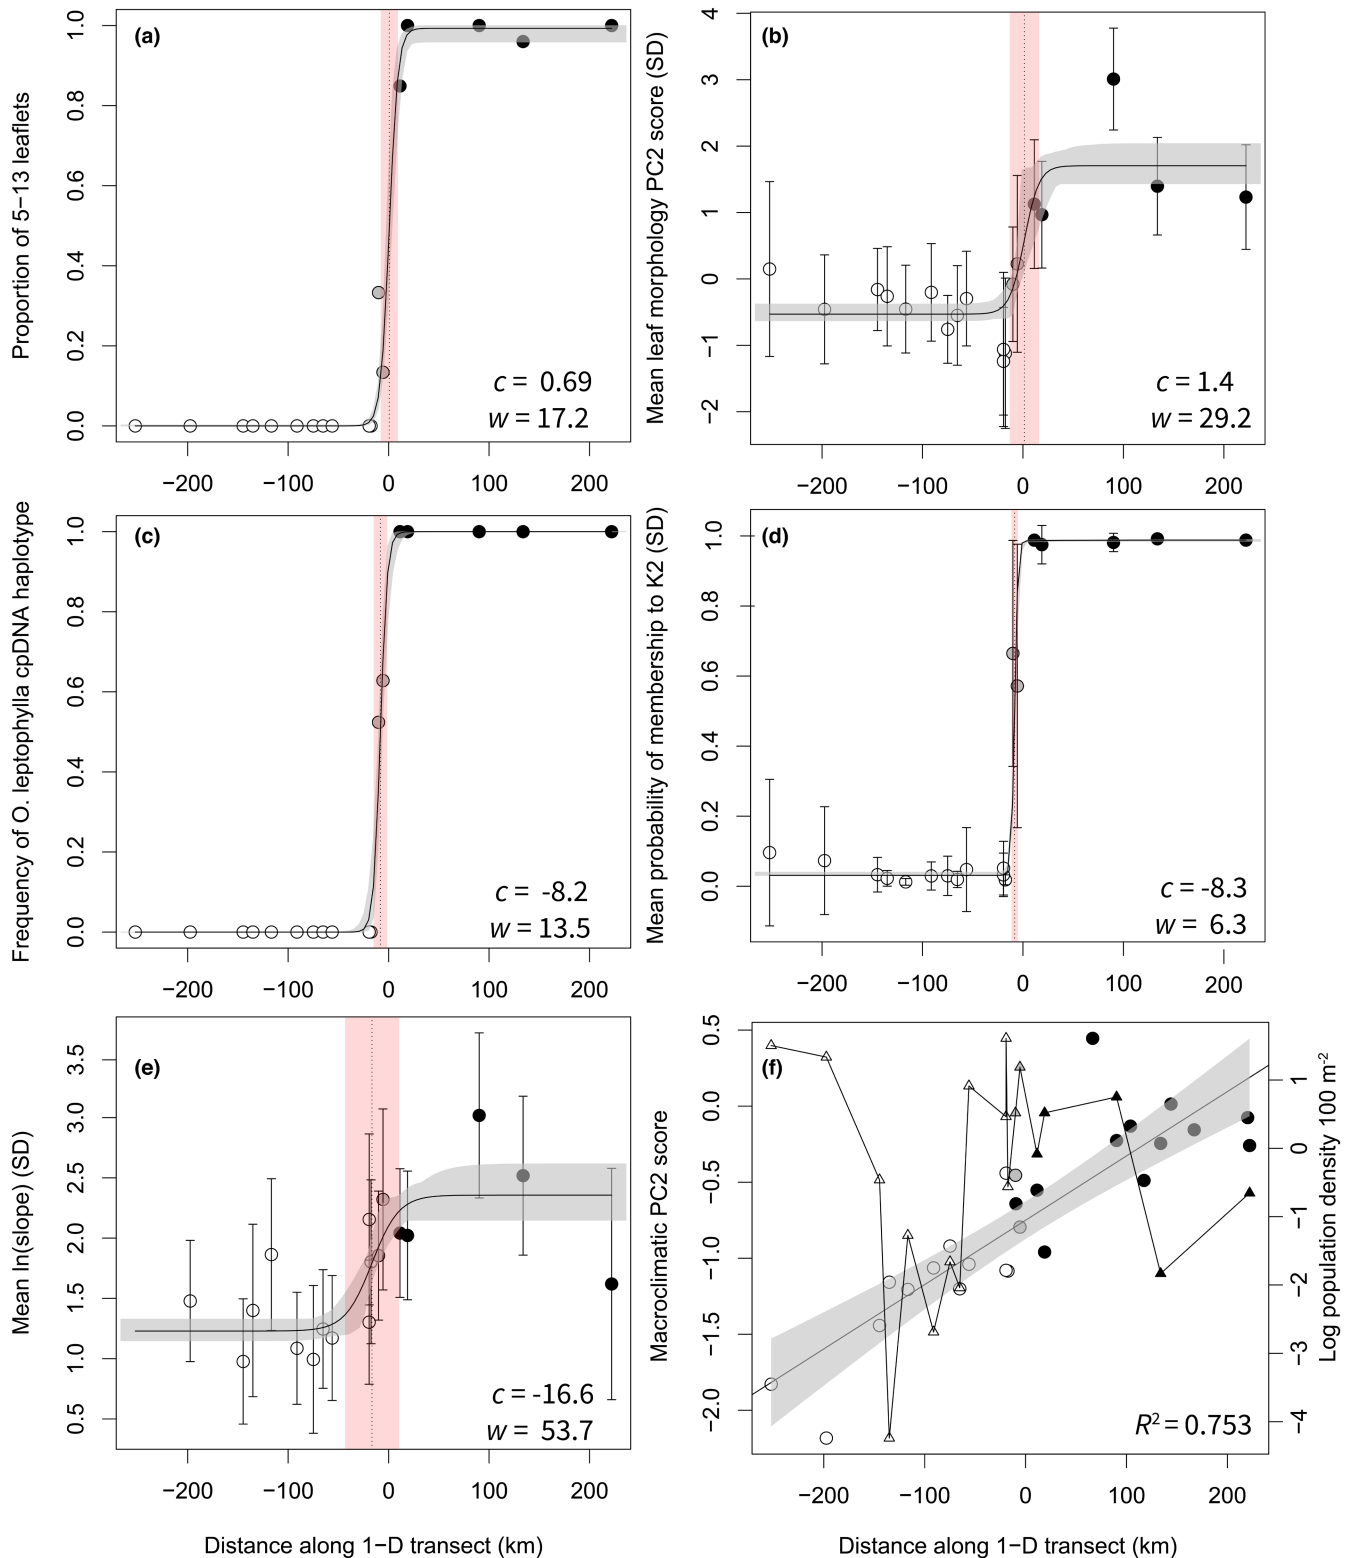 (a)
Proportion of 5−13 leaflets
1.0
0.8
0.6
0.4
0.2
0.0
c = 0.69
w = 17.2
−200 −100 0 100 200
(b)
Mean leaf morphology PC2 score (SD)
4
3
2
1
0
−1
−2
c = 1.4
w = 29.2
−200 −100 0 100 200
(c)
Frequency of O. leptophylla cpDNA haplotype
1.0
0.8
0.6
0.4
0.2
0.0
c = -8.2
w = 13.5
−200 −100 0 100 200
(d)
Mean probability of membership to K2 (SD)
1.0
0.8
0.6
0.4
0.2
0.0
c = -8.3
w = 6.3
−200 −100 0 100 200
(e)
Mean ln(slope) (SD)
3.5
3.0
2.5
2.0
1.5
1.0
0.5
c = -16.6
w = 53.7
−200 −100 0 100 200
Distance along 1−D transect (km)
(f)
Macroclimatic PC2 score
0.5
0.0
−0.5
−1.0
−1.5
−2.0
Log population density 100 m-2
1
0
−1
−2
−3
−4
R2 = 0.753
−200 −100 0 100 200
Distance along 1−D transect (km)